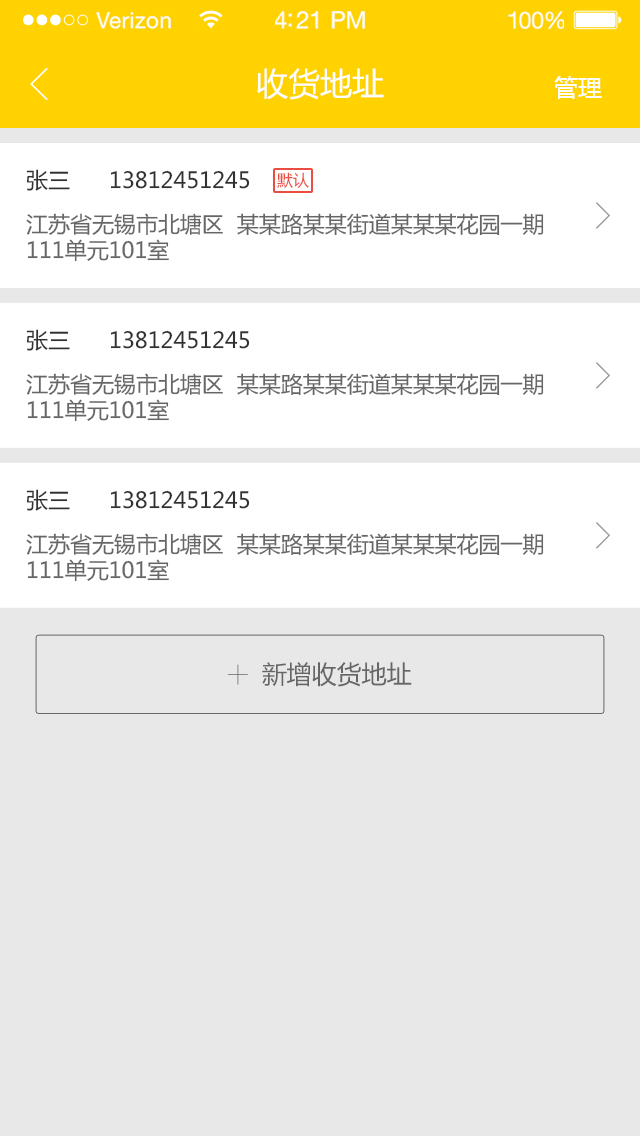 Verizon 4:21 PM 100%
收货地址 管理
张三 13812451245 默认
江苏省无锡市北塘区 某某路某某街道某某某花园一期
111单元101室
张三 13812451245
江苏省无锡市北塘区 某某路某某街道某某某花园一期
111单元101室
张三 13812451245
江苏省无锡市北塘区 某某路某某街道某某某花园一期
111单元101室
+ 新增收货地址